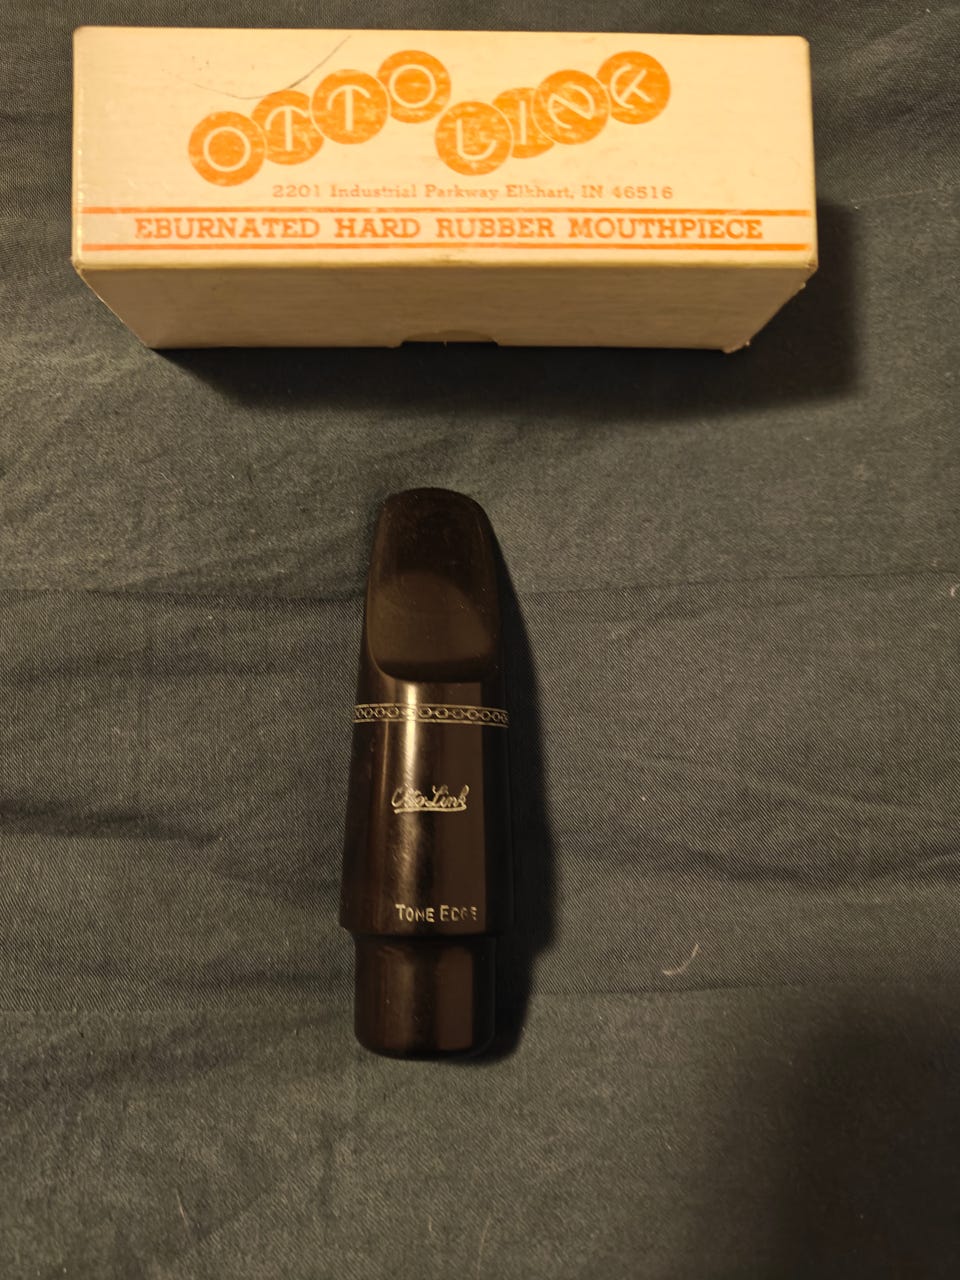 OTTO LINK
2201 Industrial Parkway Elkhart, IN 46516
EBURNATED HARD RUBBER MOUTHPIECE
Otto Link
TONE EDGE